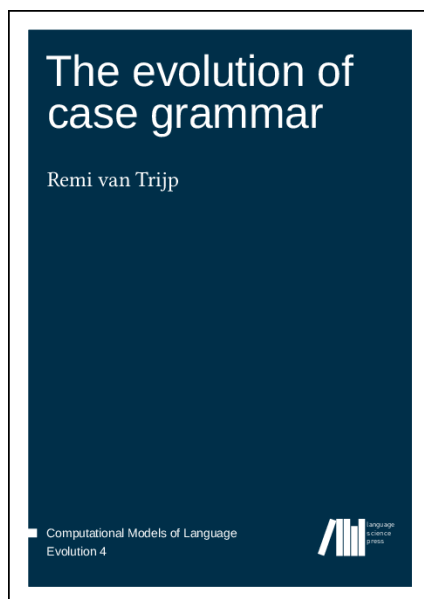 The evolution of
case grammar
Remi van Trijp
Computational Models of Language
Evolution 4
language
science
press